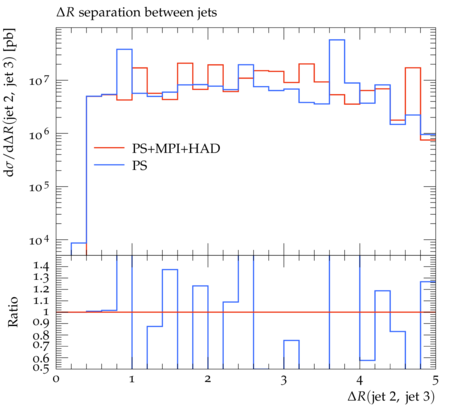 ΔR separation between jets
dσ/dΔR(jet 2, jet 3) [pb]
10^7
10^6
10^5
10^4
PS+MPI+HAD
PS
Ratio
1.4
1.3
1.2
1.1
1
0.9
0.8
0.7
0.6
0.5
0 1 2 3 4 5
ΔR(jet 2, jet 3)